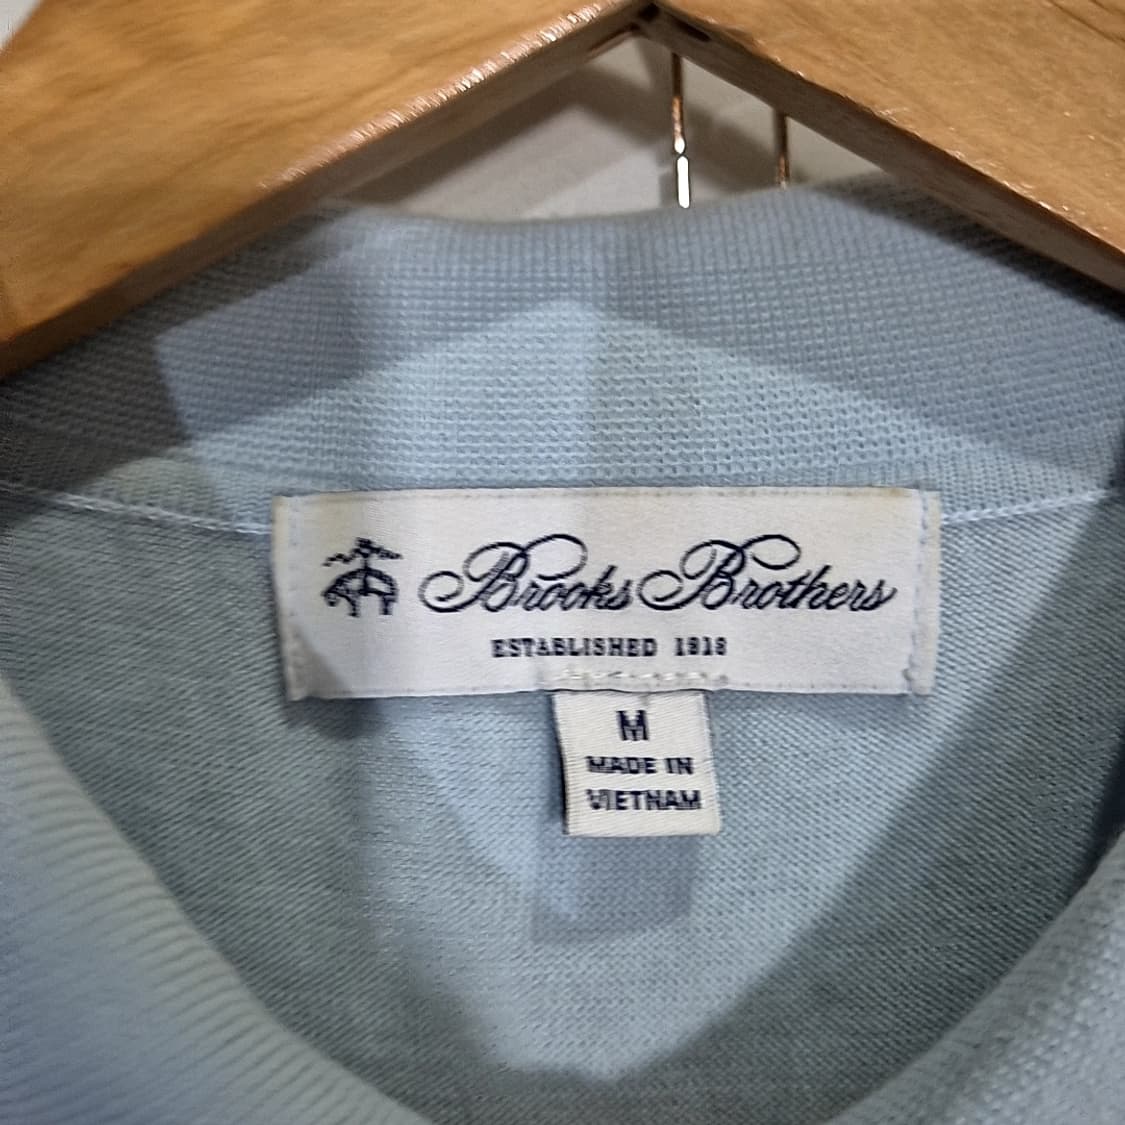 Brooks Brothers
ESTABLISHED 1818
M
MADE IN
VIETNAM